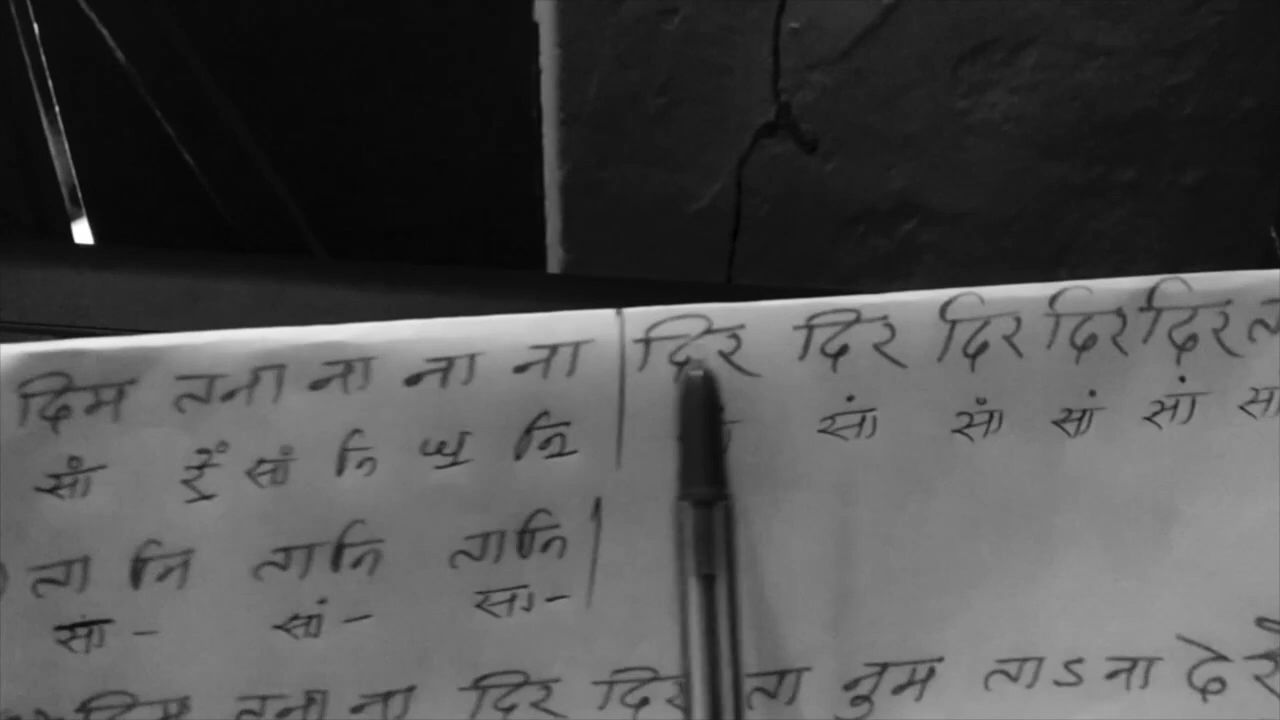 दिम तना ना ना ना | दिर दिर दिर दिर दिर
सां रें सां नि ध॒ नि॒ सां सां सां सां
ता नि तानि तानि |
सां - सां - सां -
दिम तना ना दिर दिर ता नुम ताऽ ना दे रे